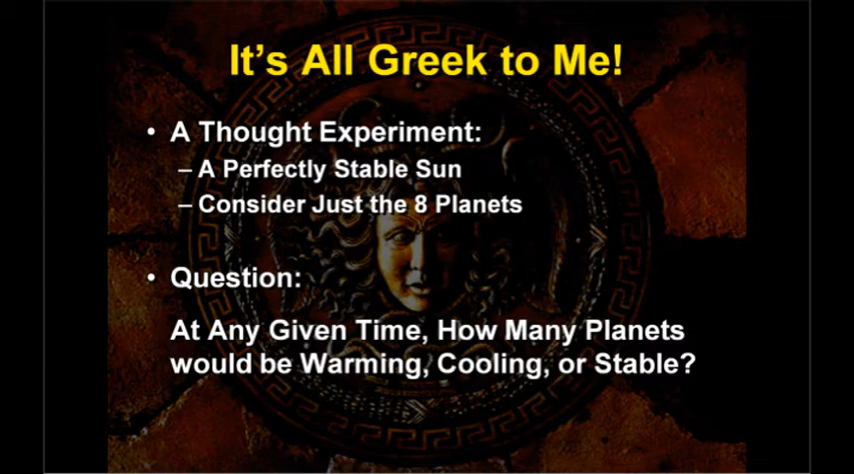 It's All Greek to Me!
• A Thought Experiment:
– A Perfectly Stable Sun
– Consider Just the 8 Planets
• Question:
At Any Given Time, How Many Planets
would be Warming, Cooling, or Stable?